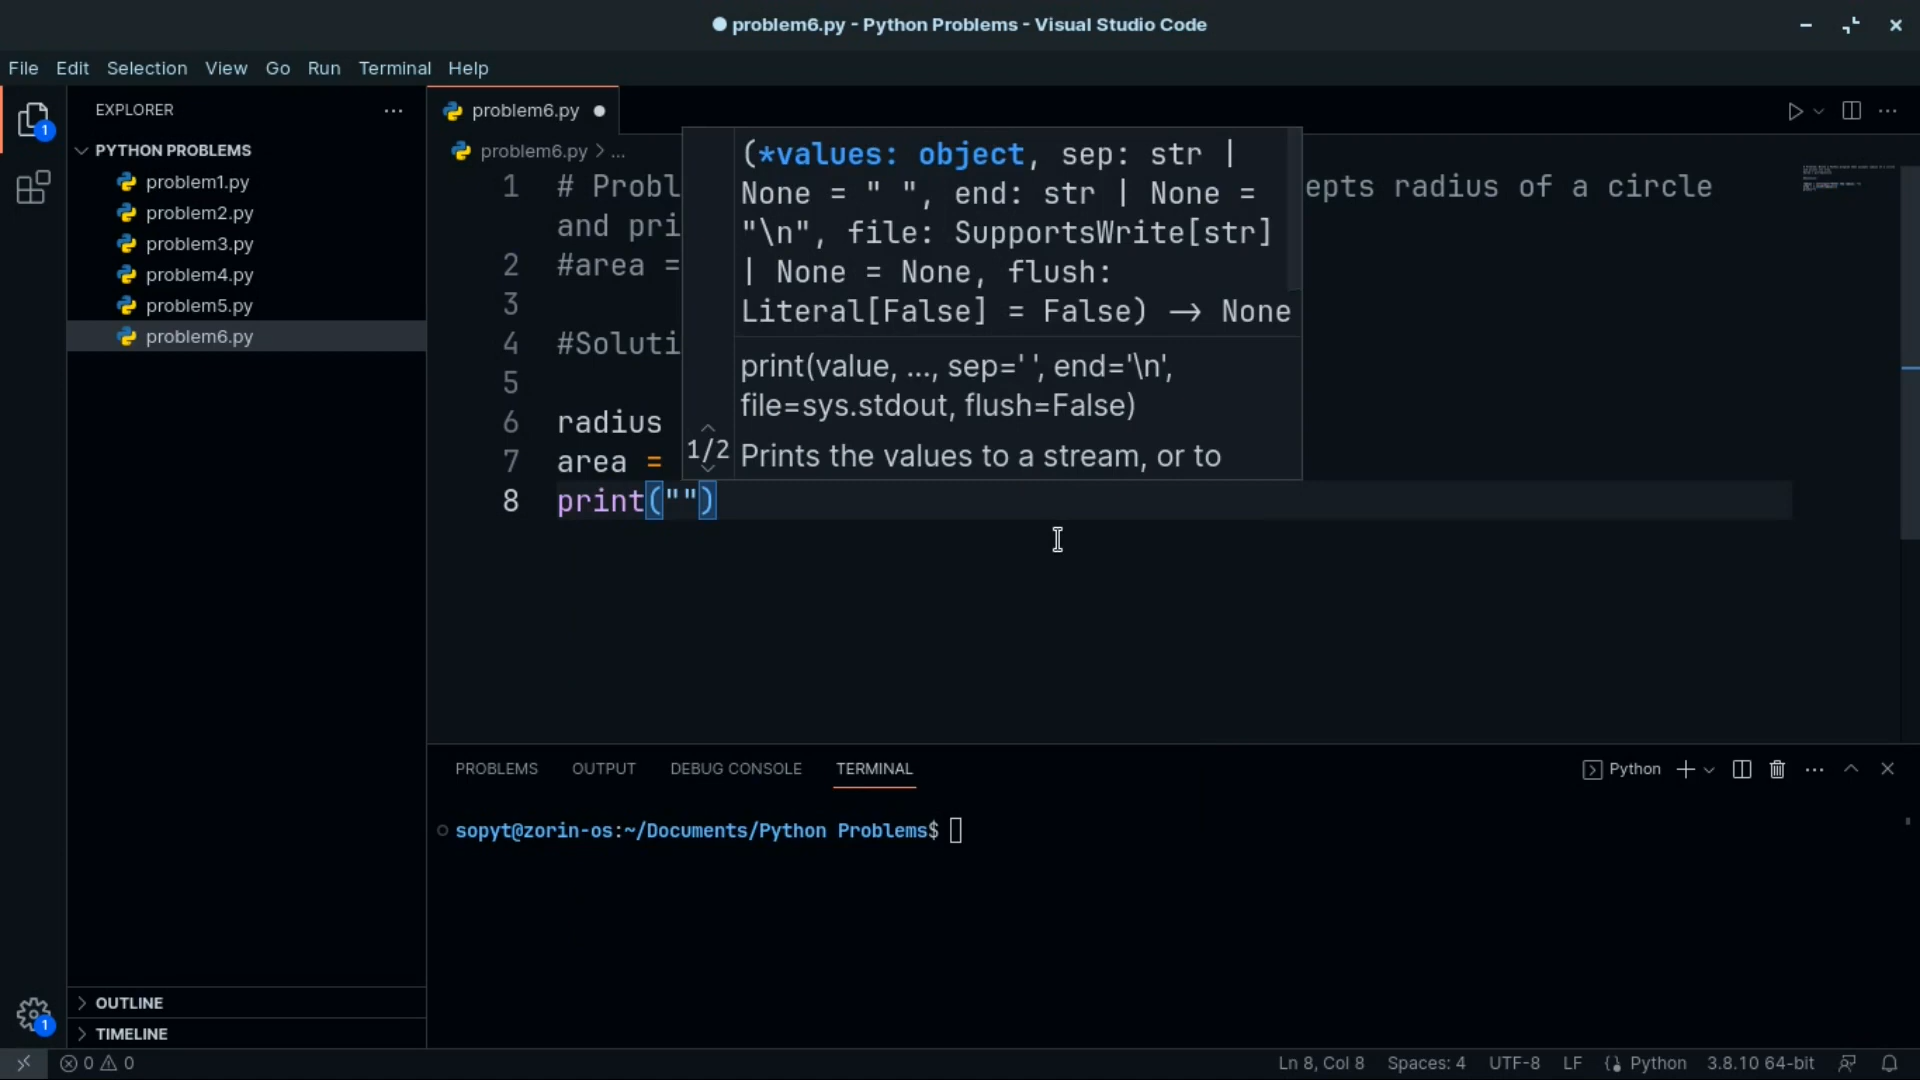 problem6.py - Python Problems - Visual Studio Code
File Edit Selection View Go Run Terminal Help
EXPLORER
PYTHON PROBLEMS
problem1.py
problem2.py
problem3.py
problem4.py
problem5.py
problem6.py
OUTLINE
TIMELINE
1
1
problem6.py
problem6.py > ...
1 # Probl epts radius of a circle
and pri
2 #area =
3
4 #Soluti
5
6 radius
7 area =
8 print("")
(*values: object, sep: str |
None = " ", end: str | None =
"\n", file: SupportsWrite[str]
| None = None, flush:
Literal[False] = False) → None
print(value, ..., sep=' ', end='\n',
file=sys.stdout, flush=False)
1/2 Prints the values to a stream, or to
PROBLEMS OUTPUT DEBUG CONSOLE TERMINAL
Python
sopyt@zorin-os:~/Documents/Python Problems$
0 0
Ln 8, Col 8 Spaces: 4 UTF-8 LF Python 3.8.10 64-bit